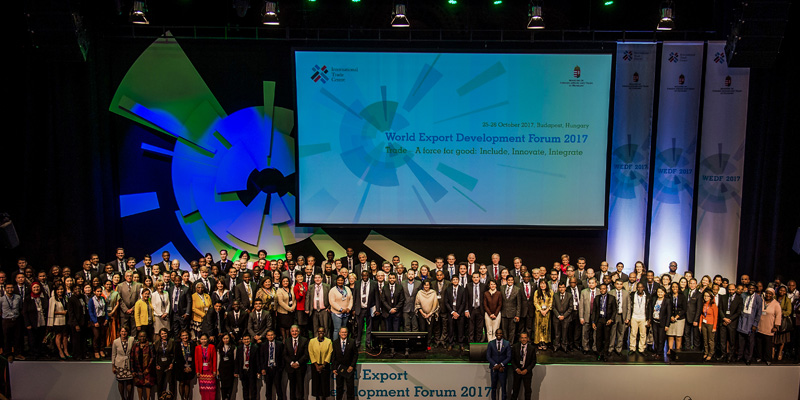 International
Trade
Centre
25-26 October 2017, Budapest, Hungary
World Export Development Forum 2017
Trade - A force for good: Include, Innovate, Integrate
WEDF 2017
WEDF 2017
WEDF 2017
Export
Development Forum 2017